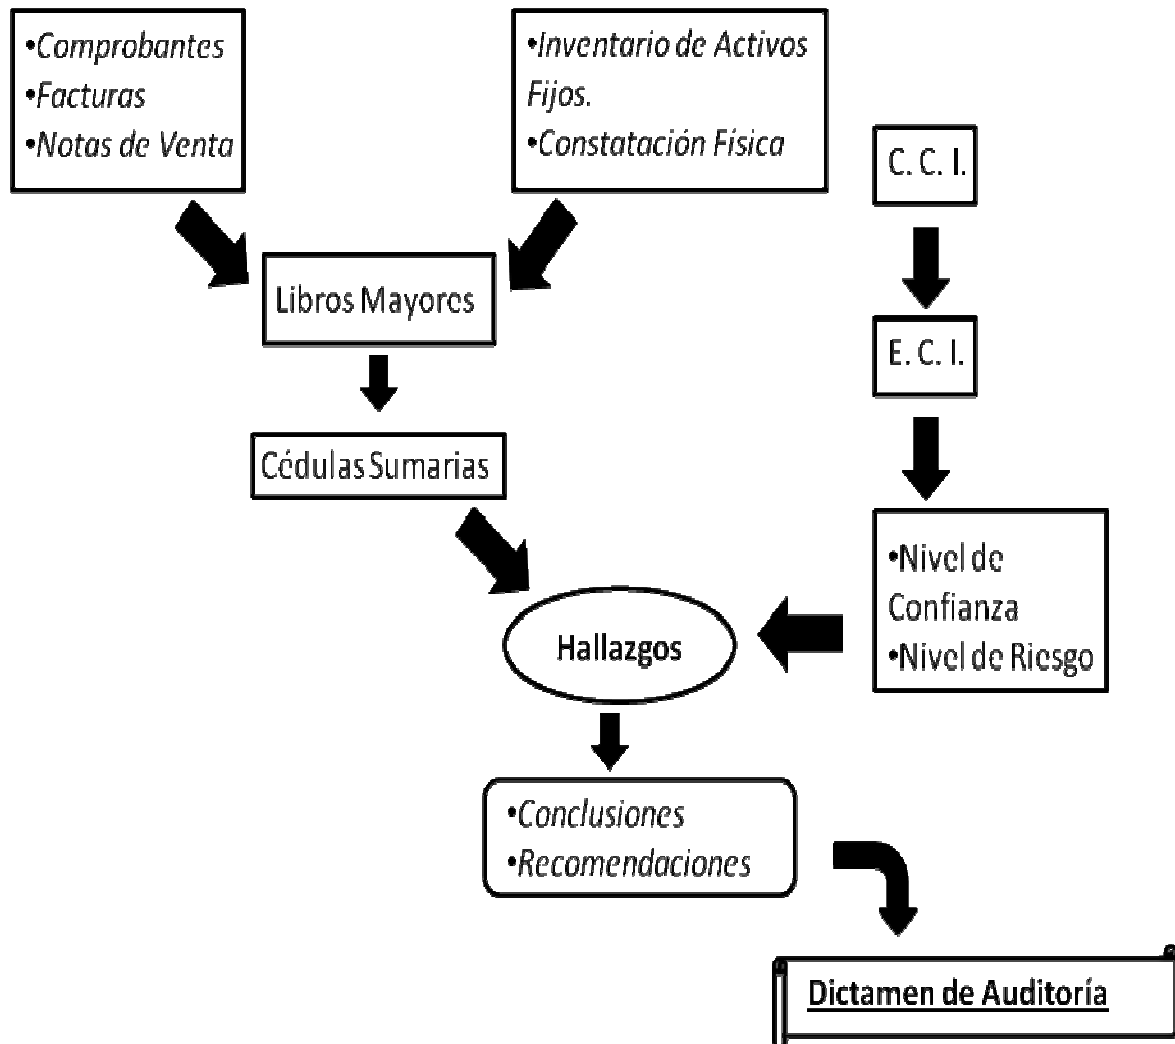 •Comprobantes
•Facturas
•Notas de Venta
•Inventario de Activos
Fijos.
•Constatación Física
C. C. I.
Libros Mayores
E. C. I.
Cédulas Sumarias
•Nivel de
Confianza
•Nivel de Riesgo
Hallazgos
•Conclusiones
•Recomendaciones
Dictamen de Auditoría